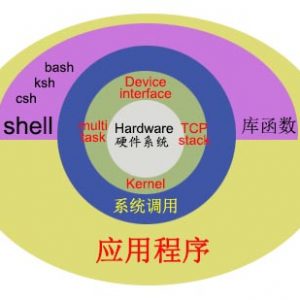 bash
ksh
csh
shell
库函数
Device
interface
multi
task
Hardware
硬件系统
TCP
stack
Kernel
系统调用
应用程序